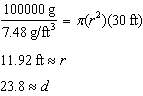 100000 g / 7.48 g/ft³ = π(r²)(30 ft)
11.92 ft ≈ r
23.8 ≈ d